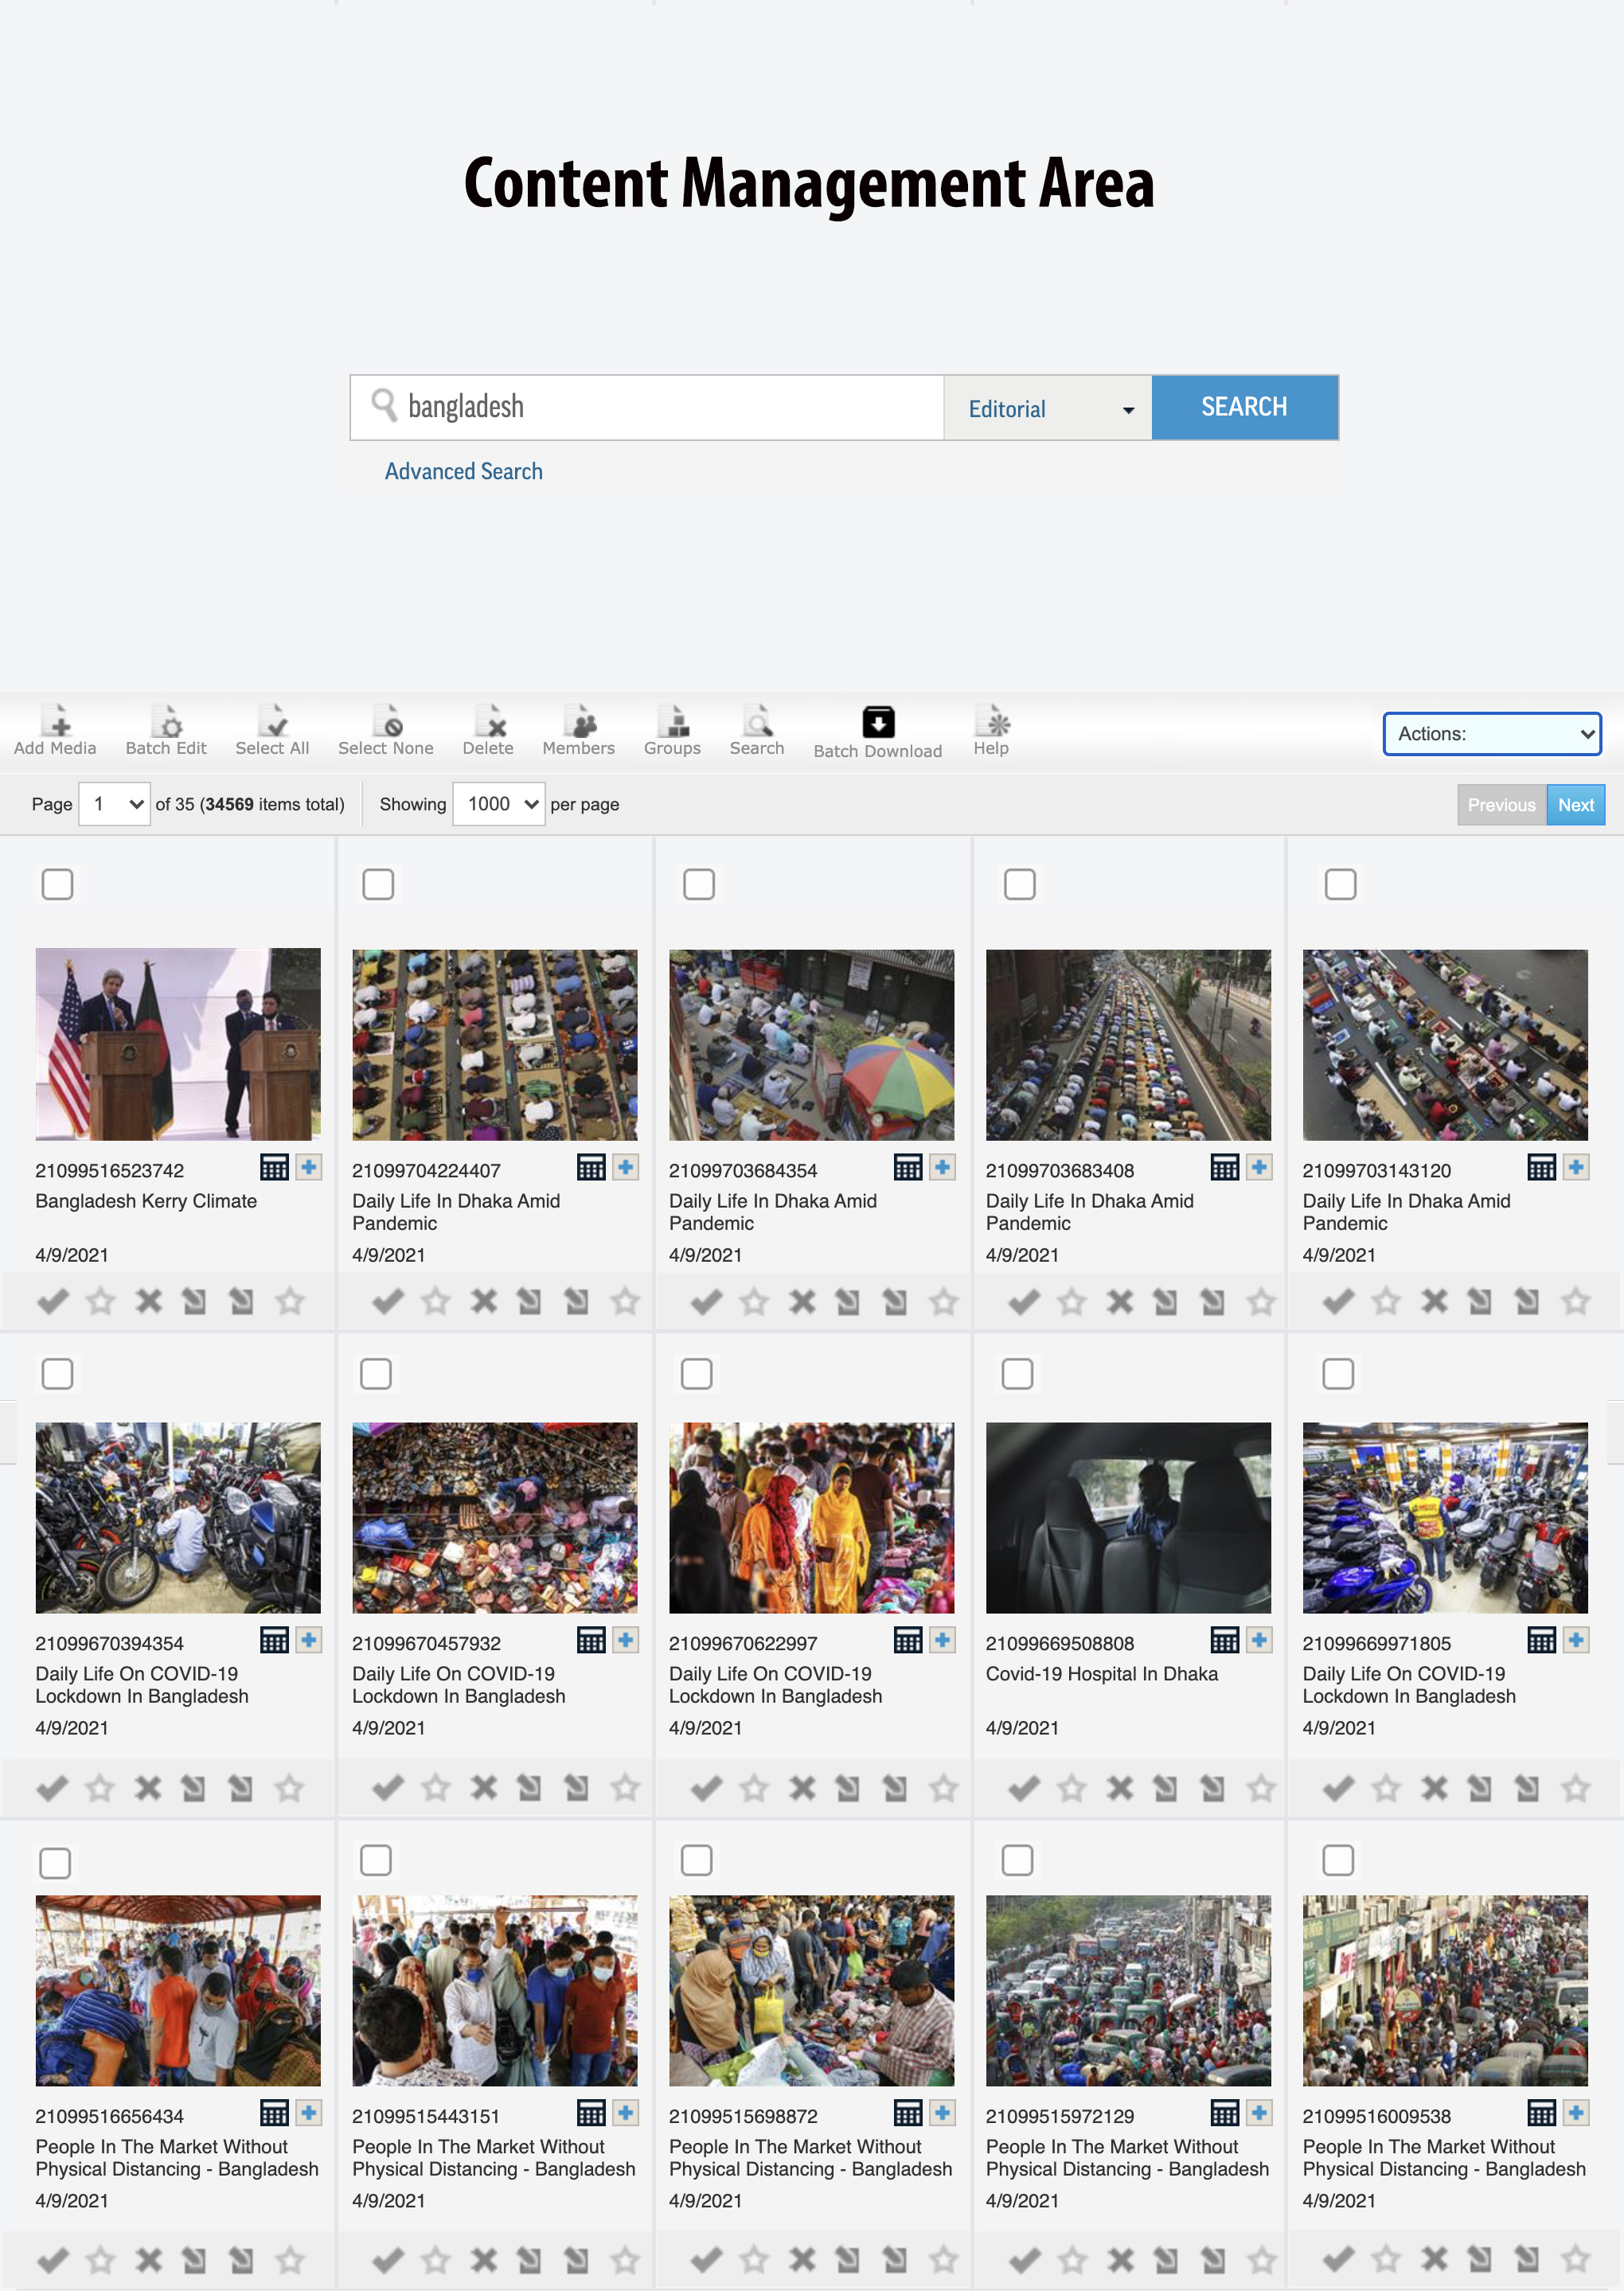 Content Management Area
bangladesh
Editorial
SEARCH
Advanced Search
Add Media
Batch Edit
Select All
Select None
Delete
Members
Groups
Search
Batch Download
Help
Actions:
Page 1 of 35 (34569 items total) Showing 1000 per page
Previous
Next
21099516523742
Bangladesh Kerry Climate
4/9/2021
21099704224407
Daily Life In Dhaka Amid
Pandemic
4/9/2021
21099703684354
Daily Life In Dhaka Amid
Pandemic
4/9/2021
21099703683408
Daily Life In Dhaka Amid
Pandemic
4/9/2021
21099703143120
Daily Life In Dhaka Amid
Pandemic
4/9/2021
21099670394354
Daily Life On COVID-19
Lockdown In Bangladesh
4/9/2021
21099670457932
Daily Life On COVID-19
Lockdown In Bangladesh
4/9/2021
21099670622997
Daily Life On COVID-19
Lockdown In Bangladesh
4/9/2021
21099669508808
Covid-19 Hospital In Dhaka
4/9/2021
21099669971805
Daily Life On COVID-19
Lockdown In Bangladesh
4/9/2021
21099516656434
People In The Market Without
Physical Distancing - Bangladesh
4/9/2021
21099515443151
People In The Market Without
Physical Distancing - Bangladesh
4/9/2021
21099515698872
People In The Market Without
Physical Distancing - Bangladesh
4/9/2021
21099515972129
People In The Market Without
Physical Distancing - Bangladesh
4/9/2021
21099516009538
People In The Market Without
Physical Distancing - Bangladesh
4/9/2021